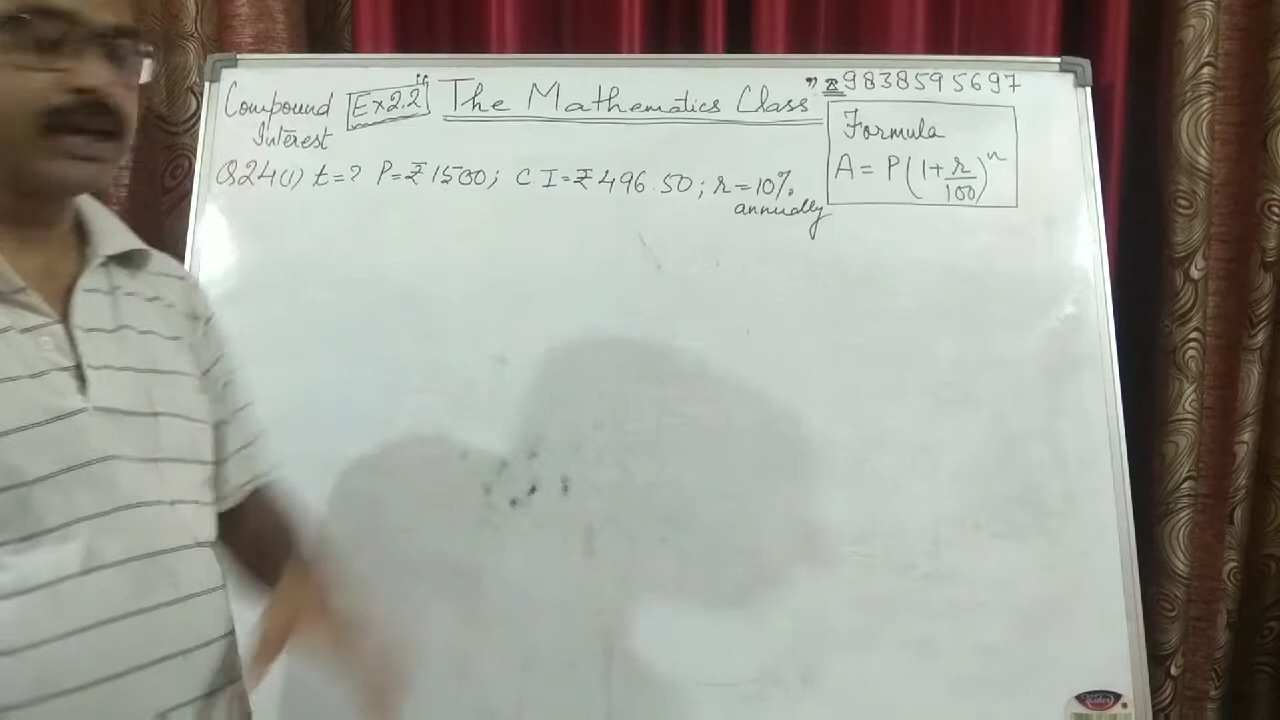 Compound Interest
Ex 2.2
"The Mathematics Class"
9838595697
Formula
A = P(1+r/100)^n
Q24(i) t=? P=₹1500; C.I=₹496.50; r=10% annually